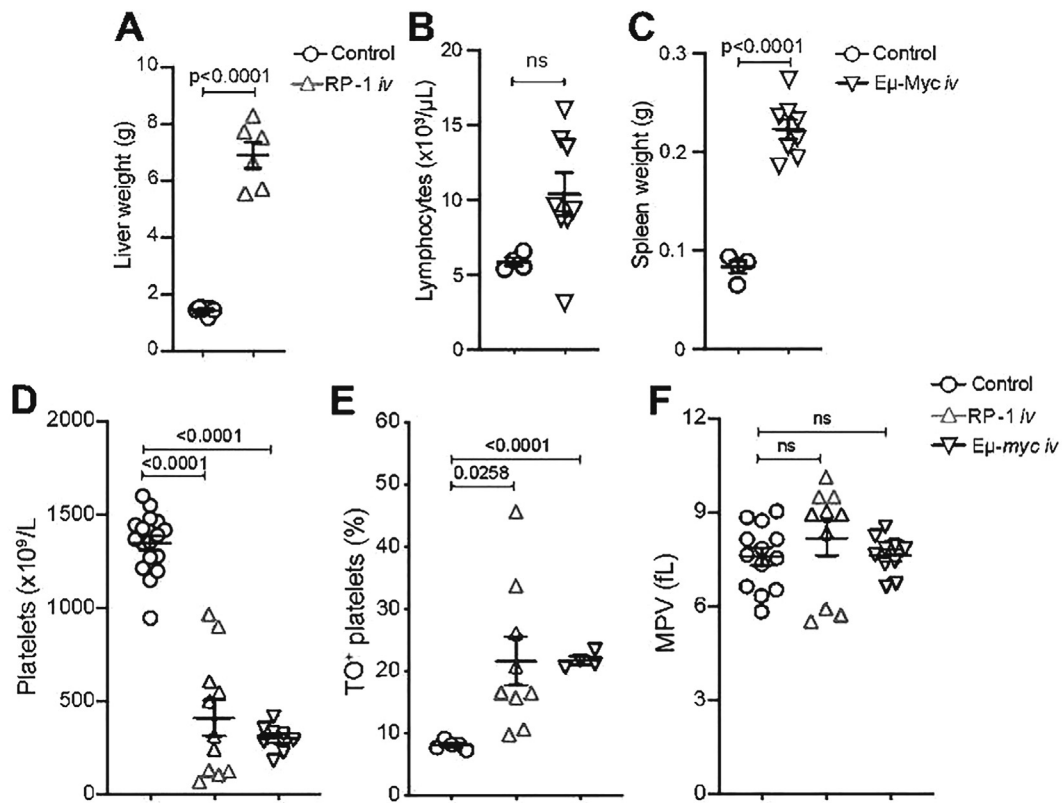 A
Control
RP-1 iv
p<0.0001
Liver weight (g)
10
8
6
4
2
0
B
ns
Lymphocytes (x10³/µL)
20
15
10
5
0
C
Control
Eµ-Myc iv
p<0.0001
Spleen weight (g)
0.3
0.2
0.1
0.0
D
<0.0001
<0.0001
Platelets (x10⁹/L
2000
1500
1000
500
0
E
<0.0001
0.0258
TO⁺ platelets (%)
60
50
40
30
20
10
0
F
Control
RP-1 iv
Eµ-myc iv
ns
ns
MPV (fL)
12
9
6
3
0